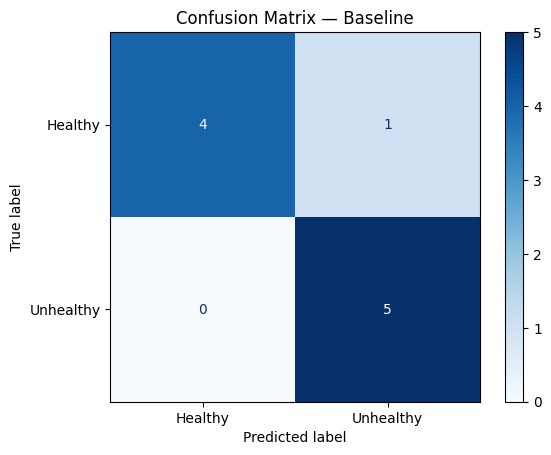 Confusion Matrix — Baseline
5
4
3
2
1
0
True label
Healthy
4
1
Unhealthy
0
5
Healthy
Unhealthy
Predicted label